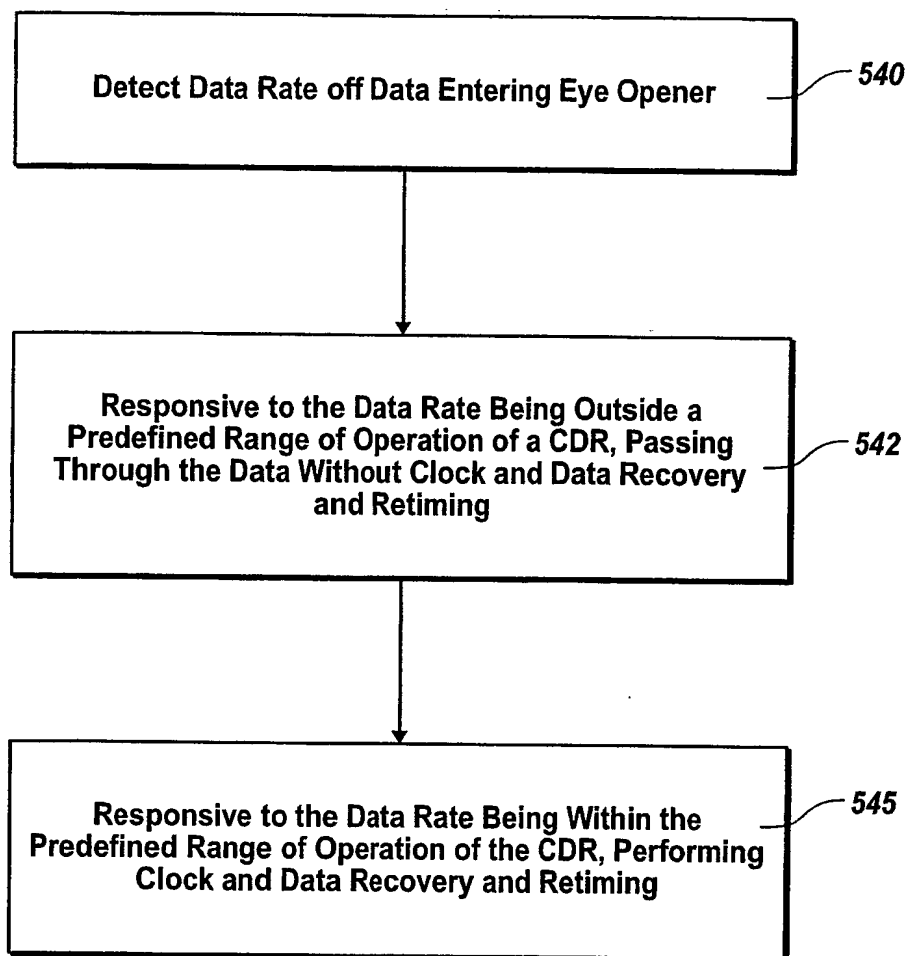 Detect Data Rate off Data Entering Eye Opener
540
Responsive to the Data Rate Being Outside a
Predefined Range of Operation of a CDR, Passing
Through the Data Without Clock and Data Recovery
and Retiming
542
Responsive to the Data Rate Being Within the
Predefined Range of Operation of the CDR, Performing
Clock and Data Recovery and Retiming
545